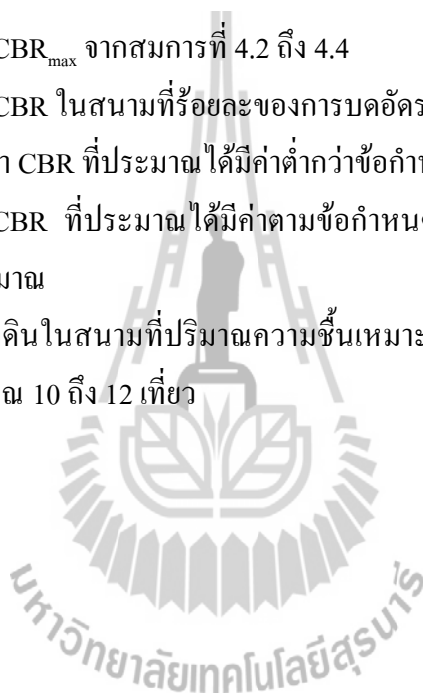 CBRmax จากสมการที่ 4.2 ถึง 4.4
CBR ในสนามที่ร้อยละของการบดอัดร
า CBR ที่ประมาณได้มีค่าต่ำกว่าข้อกำห
CBR ที่ประมาณได้มีค่าตามข้อกำหนด
มาณ
ดินในสนามที่ปริมาณความชื้นเหมาะ
ณ 10 ถึง 12 เที่ยว
มหาวิทยาลัยเทคโนโลยีสุรนารี